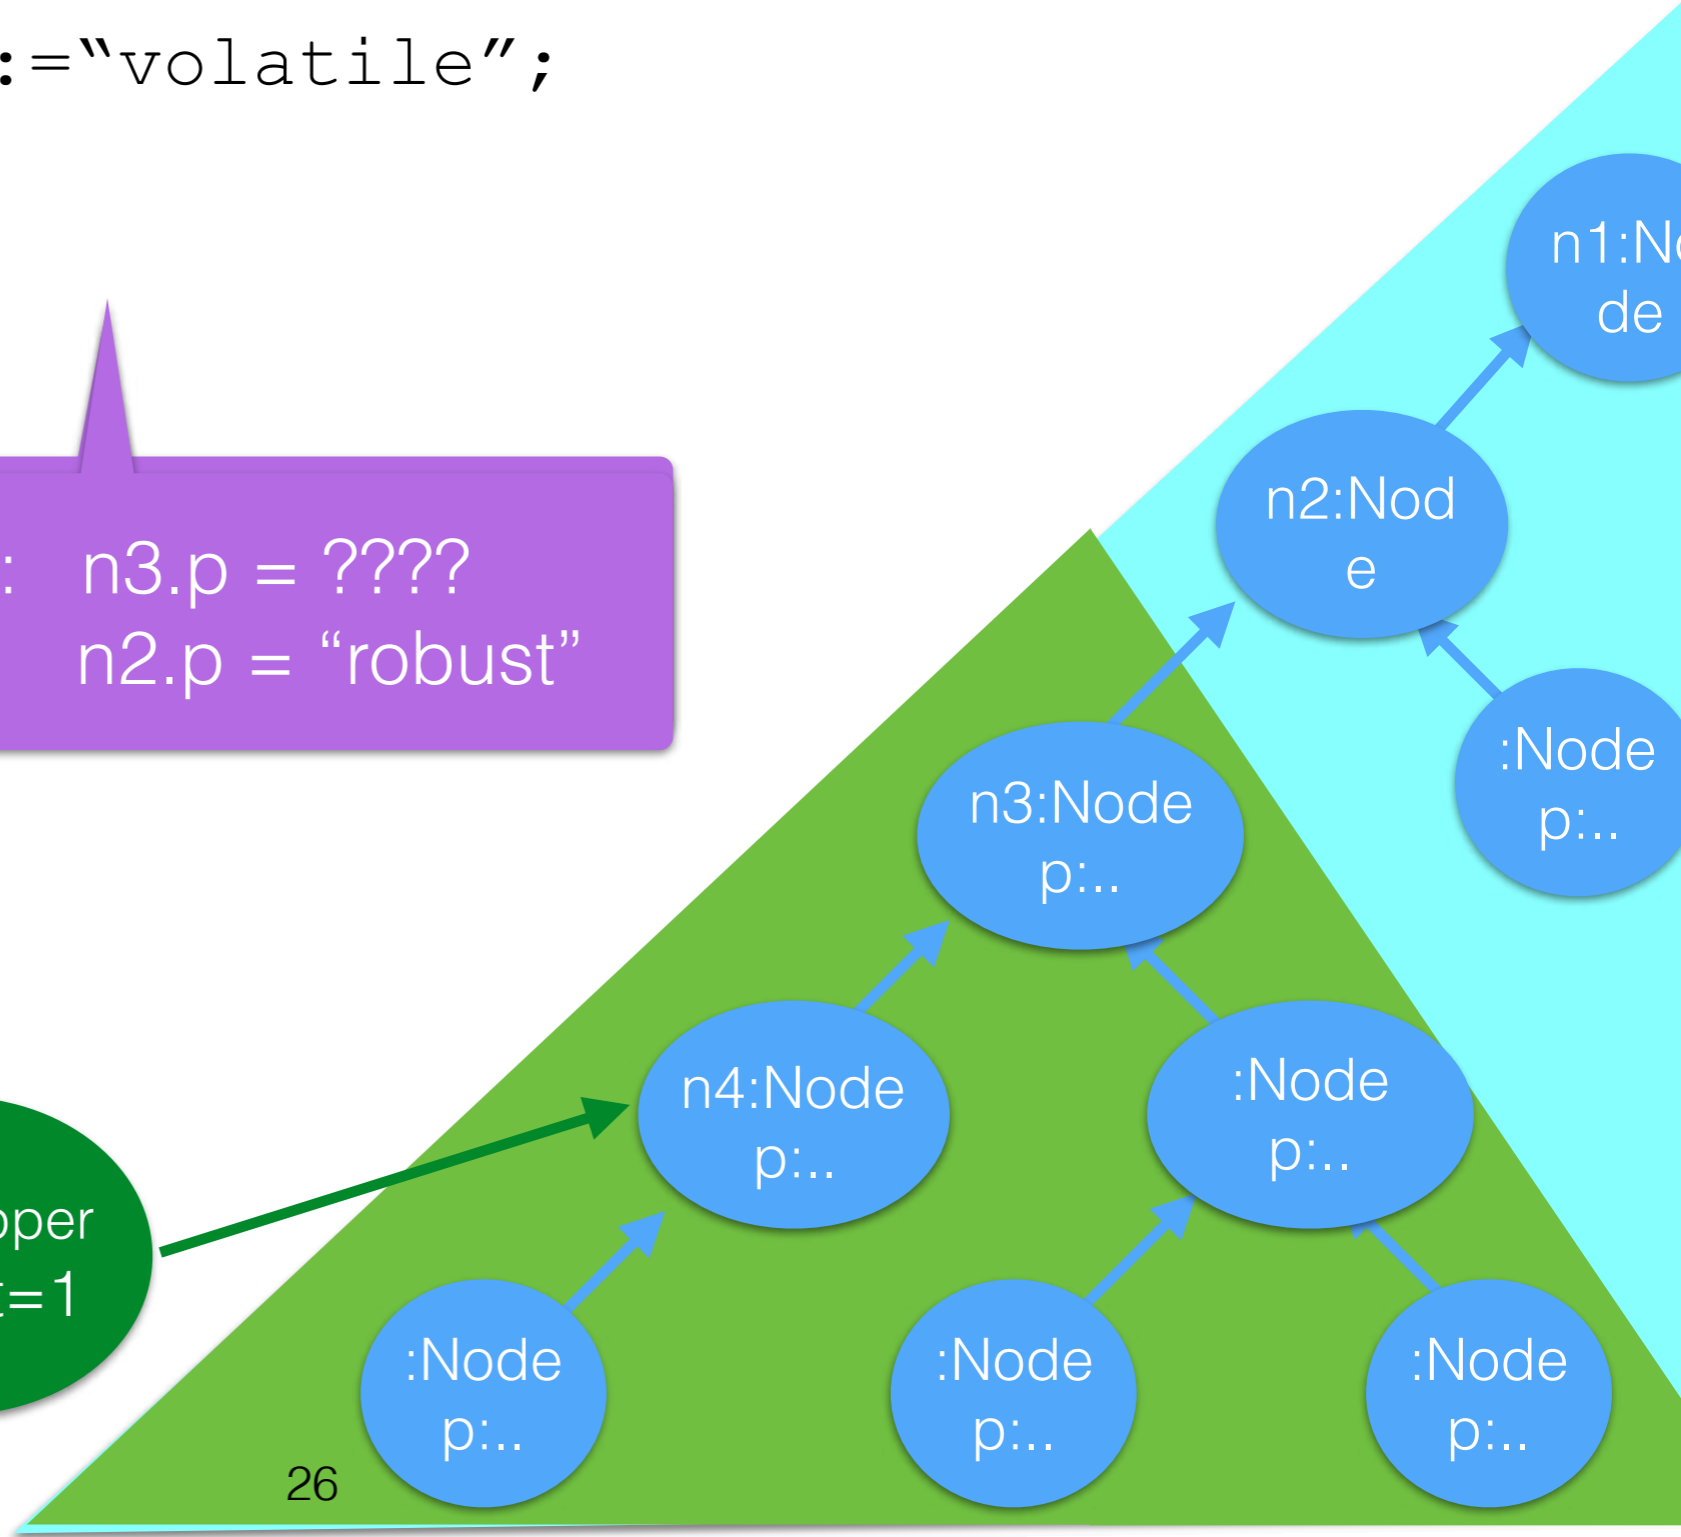 :=“volatile”;
n1:No
de
n2:Nod
e
: n3.p = ????
n2.p = “robust”
:Node
p:..
n3:Node
p:..
n4:Node
p:..
:Node
p:..
pper
t=1
:Node
p:..
:Node
p:..
:Node
p:..
26